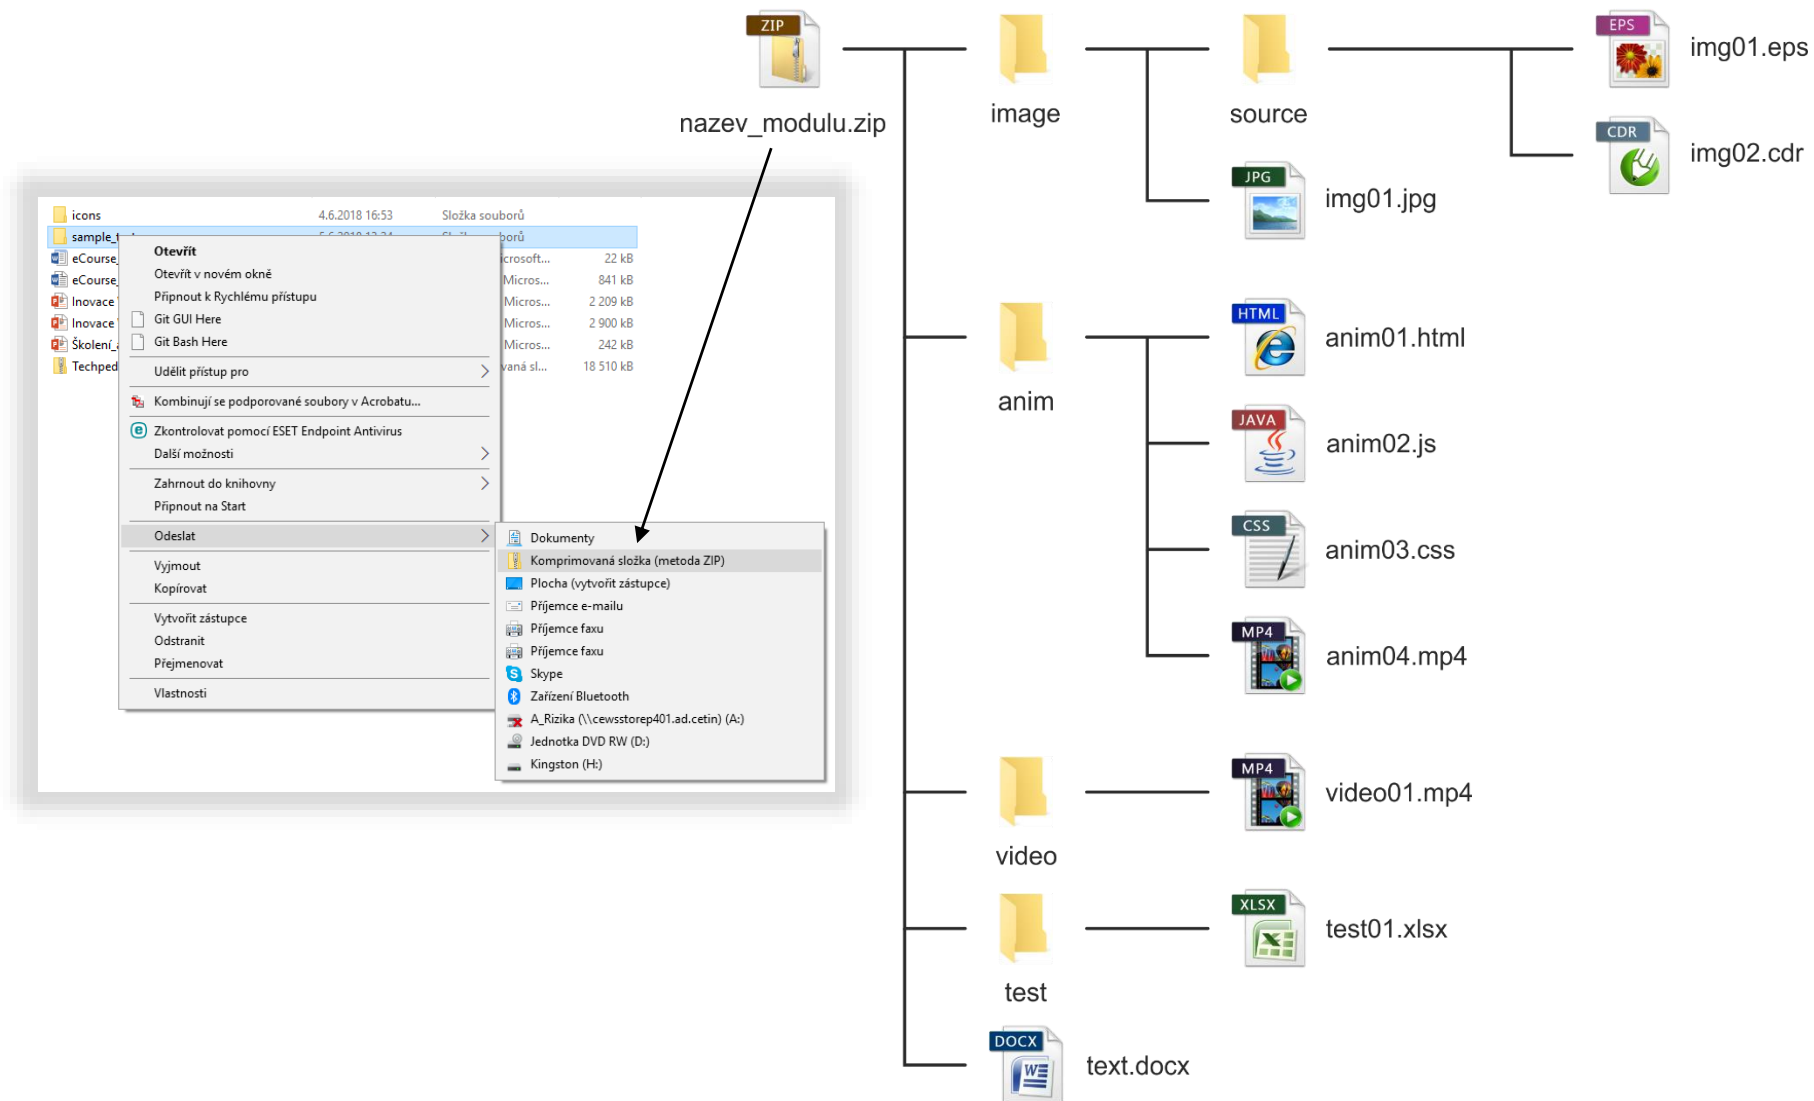 ZIP
nazev_modulu.zip
image
source
EPS
img01.eps
CDR
img02.cdr
JPG
img01.jpg
anim
HTML
anim01.html
JAVA
anim02.js
CSS
anim03.css
MP4
anim04.mp4
video
MP4
video01.mp4
test
XLSX
test01.xlsx
DOCX
text.docx
icons 4.6.2018 16:53 Složka souborů
sample_
eCourse_ icrosoft... 22 kB
eCourse_ Micros... 841 kB
Inovace Micros... 2 209 kB
Inovace Micros... 2 900 kB
Školení_ Micros... 242 kB
Techped vaná sl... 18 510 kB
Otevřít
Otevřít v novém okně
Připnout k Rychlému přístupu
Git GUI Here
Git Bash Here
Udělit přístup pro
Kombinují se podporované soubory v Acrobatu...
Zkontrolovat pomocí ESET Endpoint Antivirus
Další možnosti
Zahrnout do knihovny
Připnout na Start
Odeslat
Vyjmout
Kopírovat
Vytvořit zástupce
Odstranit
Přejmenovat
Vlastnosti
Dokumenty
Komprimovaná složka (metoda ZIP)
Plocha (vytvořit zástupce)
Příjemce e-mailu
Příjemce faxu
Příjemce faxu
Skype
Zařízení Bluetooth
A_Rizika (\\cewsstorep401.ad.cetin) (A:)
Jednotka DVD RW (D:)
Kingston (H:)